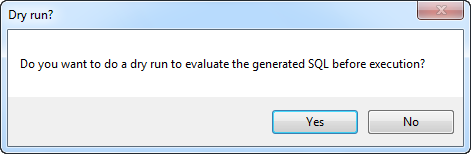 Dry run?
Do you want to do a dry run to evaluate the generated SQL before execution?
Yes No